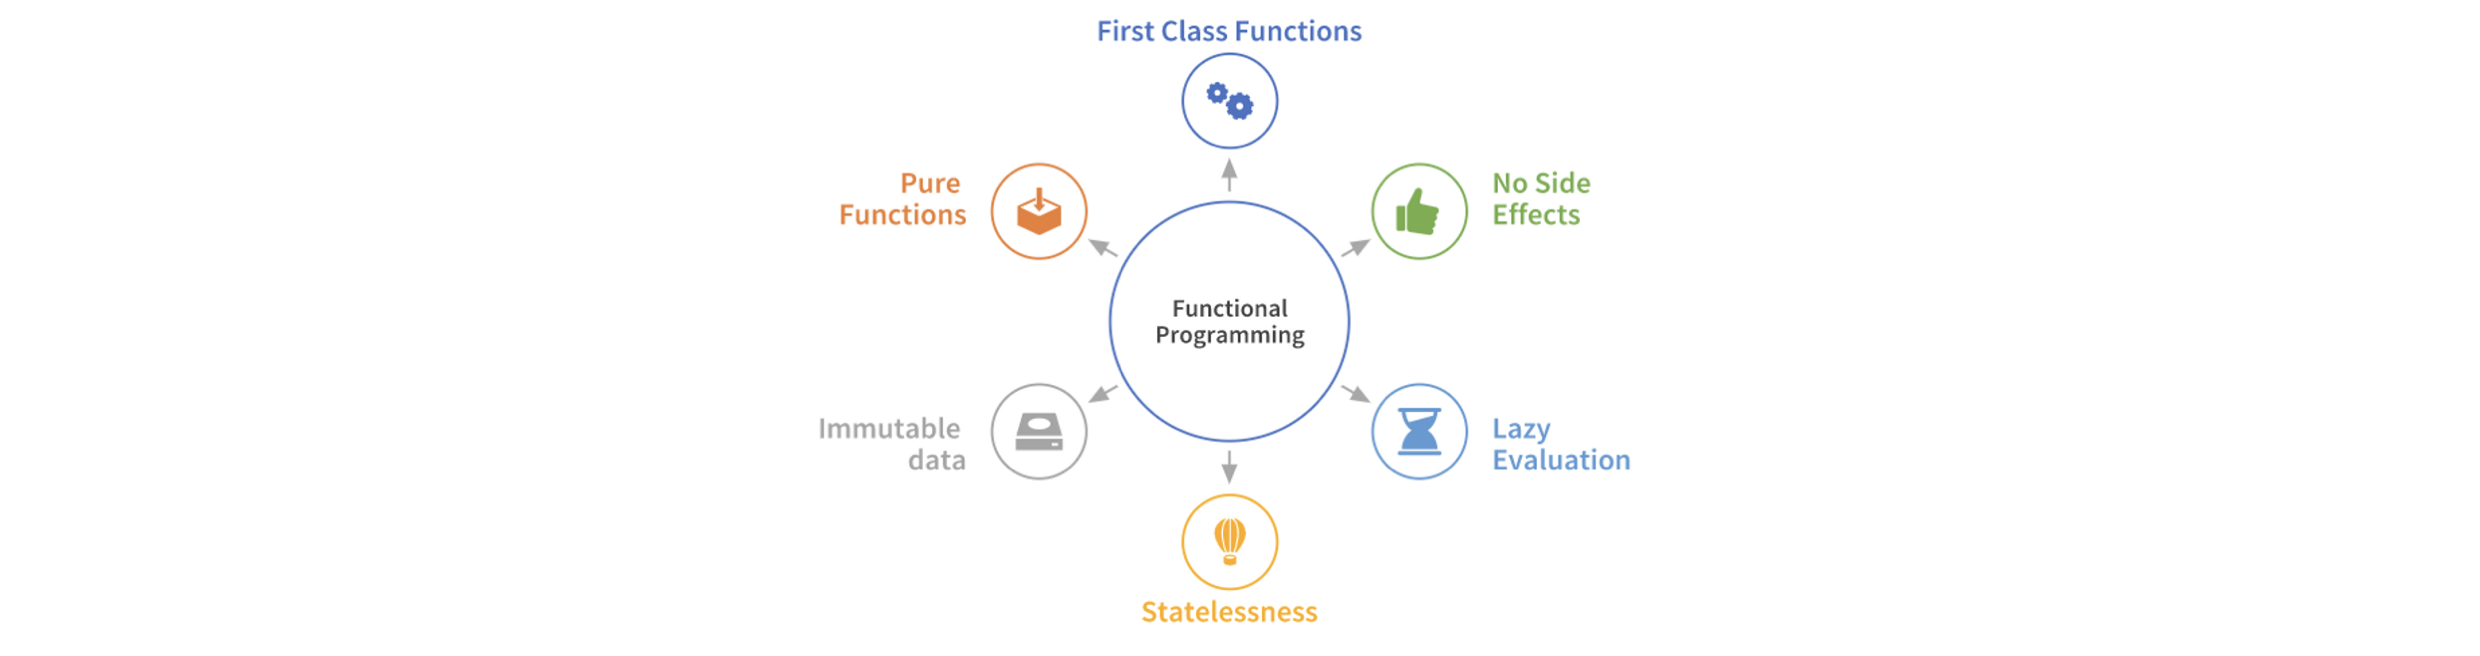 First Class Functions
Pure
Functions
No Side
Effects
Functional
Programming
Immutable
data
Lazy
Evaluation
Statelessness